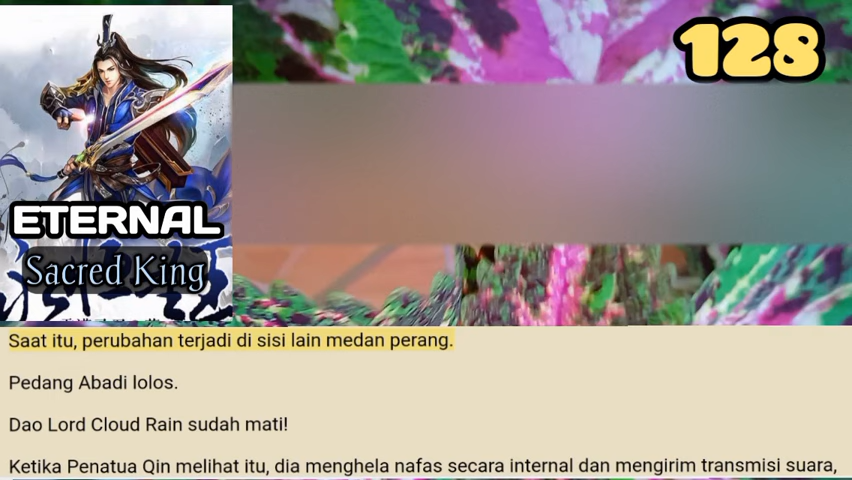 128
ETERNAL
Sacred King
Saat itu, perubahan terjadi di sisi lain medan perang.
Pedang Abadi lolos.
Dao Lord Cloud Rain sudah mati!
Ketika Penatua Qin melihat itu, dia menghela nafas secara internal dan mengirim transmisi suara,